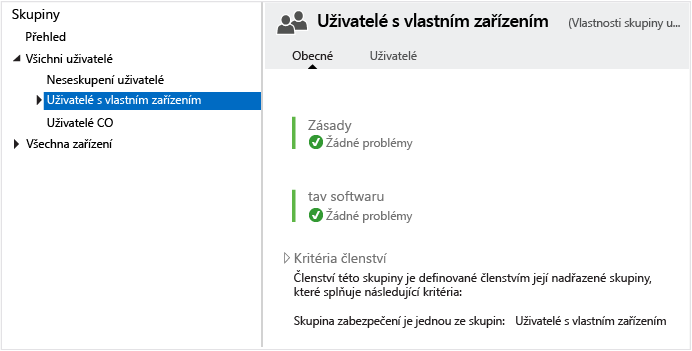 Skupiny
Přehled
Všichni uživatelé
Neseskupení uživatelé
Uživatelé s vlastním zařízením
Uživatelé CO
Všechna zařízení
Uživatelé s vlastním zařízením (Vlastnosti skupiny u...
Obecné Uživatelé
Zásady
Žádné problémy
tav softwaru
Žádné problémy
Kritéria členství
Členství této skupiny je definované členstvím její nadřazené skupiny,
které splňuje následující kritéria:
Skupina zabezpečení je jednou ze skupin: Uživatelé s vlastním zařízením